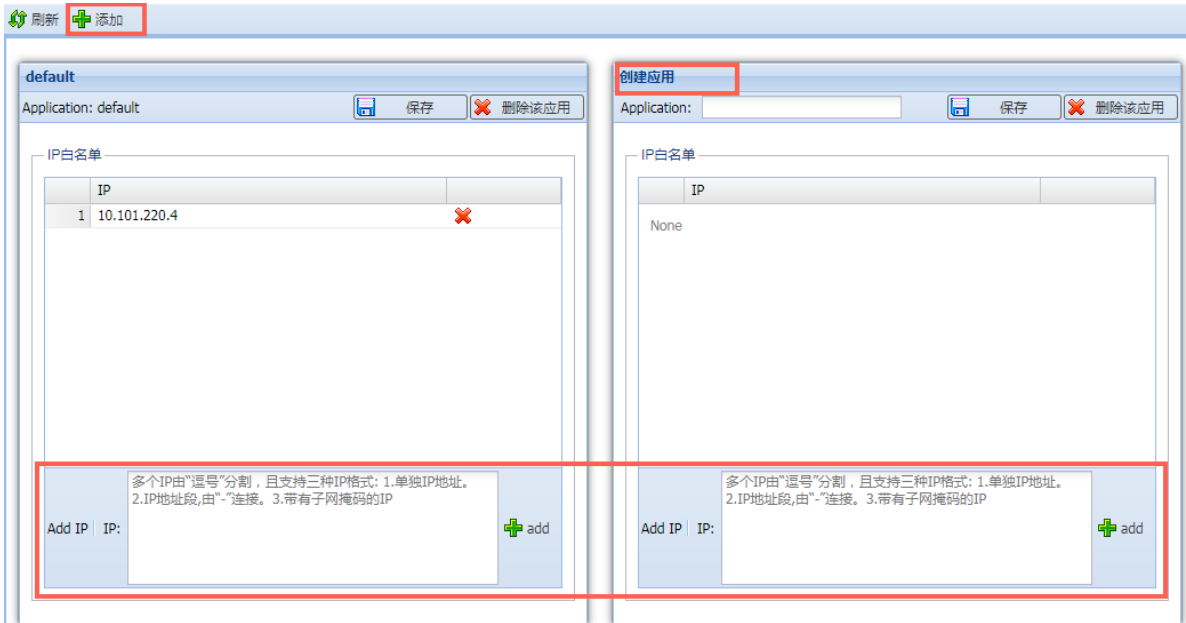 刷新 添加
default
Application: default 保存 删除该应用
IP白名单
IP
1 10.101.220.4
多个IP由“逗号”分割，且支持三种IP格式: 1.单独IP地址。
2.IP地址段,由“-”连接。3.带有子网掩码的IP
Add IP IP:
add
创建应用
Application: 保存 删除该应用
IP白名单
IP
None
多个IP由“逗号”分割，且支持三种IP格式: 1.单独IP地址。
2.IP地址段,由“-”连接。3.带有子网掩码的IP
Add IP IP:
add